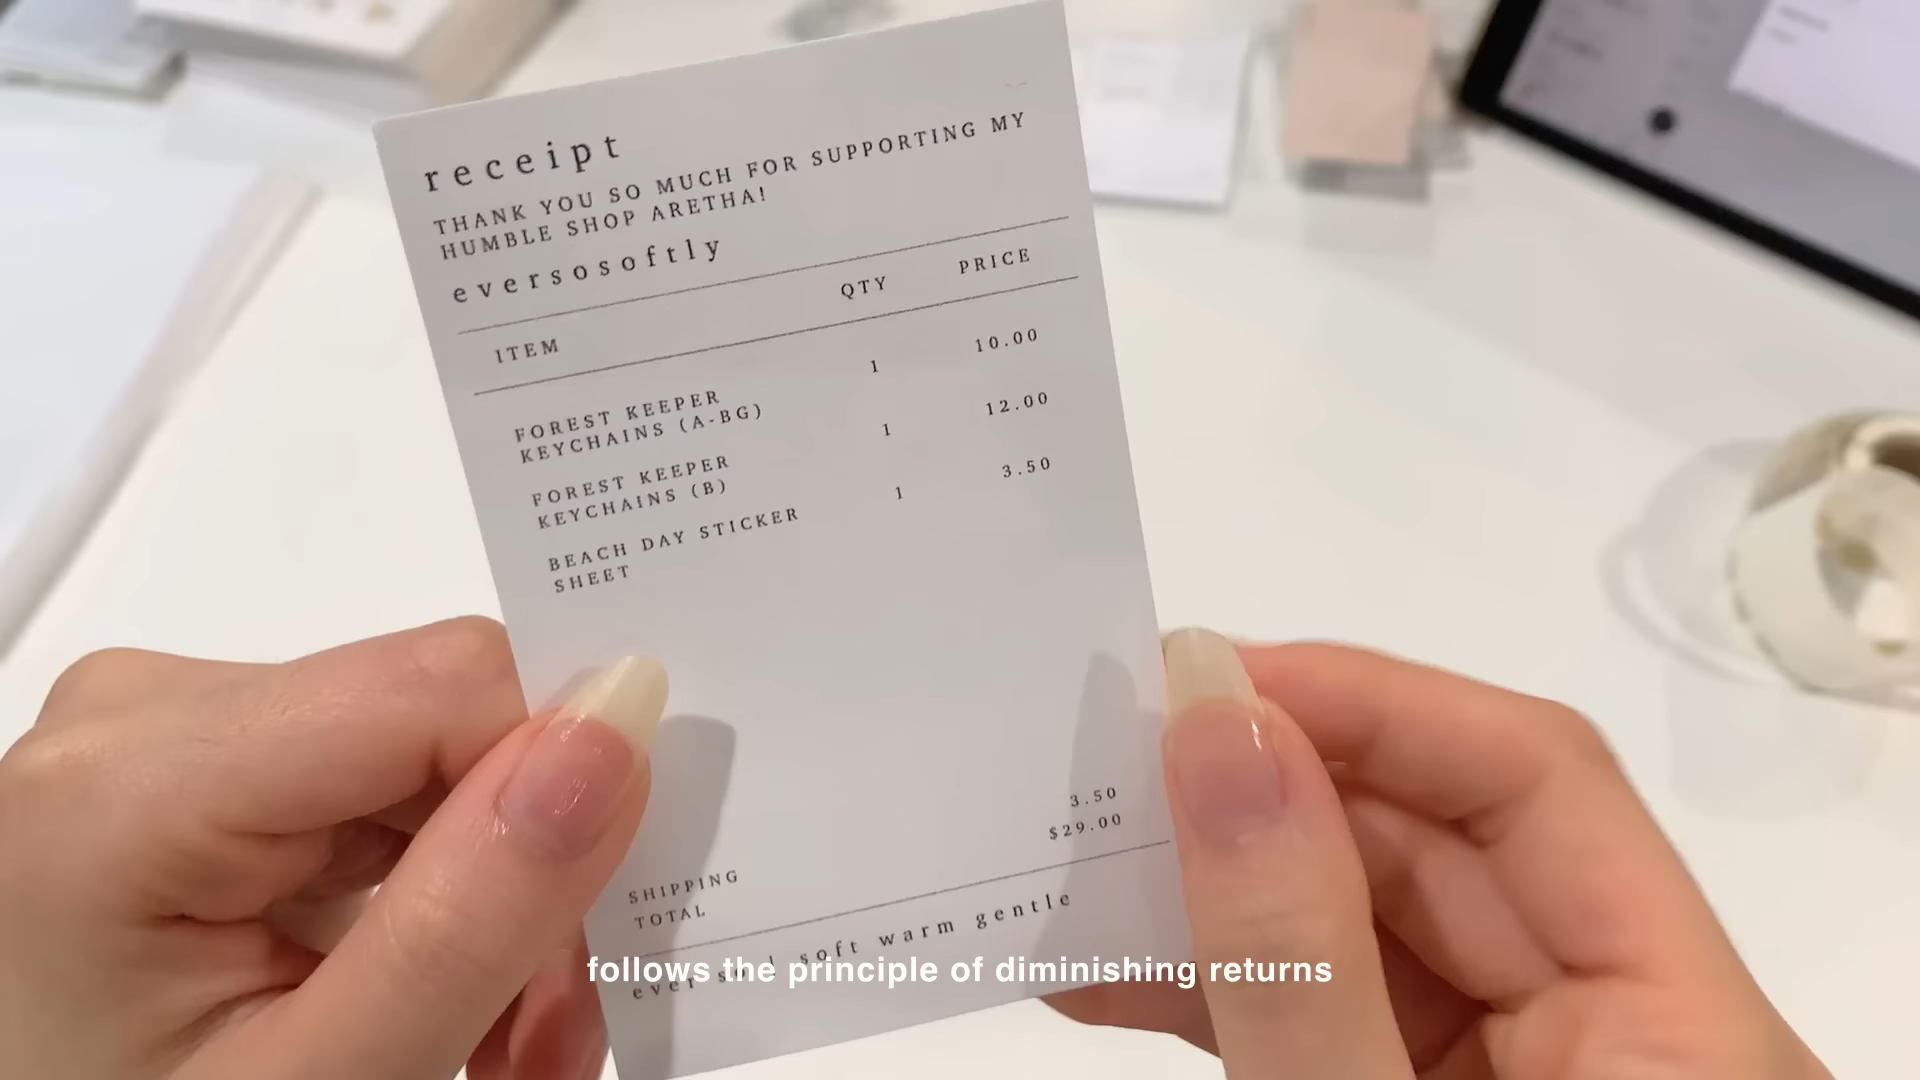 receipt
THANK YOU SO MUCH FOR SUPPORTING MY
HUMBLE SHOP ARETHA!
eversosoftly
ITEM QTY PRICE
FOREST KEEPER
KEYCHAINS (A-BG) 1 10.00
FOREST KEEPER
KEYCHAINS (B) 1 12.00
BEACH DAY STICKER
SHEET 1 3.50
SHIPPING 3.50
TOTAL $29.00
ever so soft warm gentle
follows the principle of diminishing returns